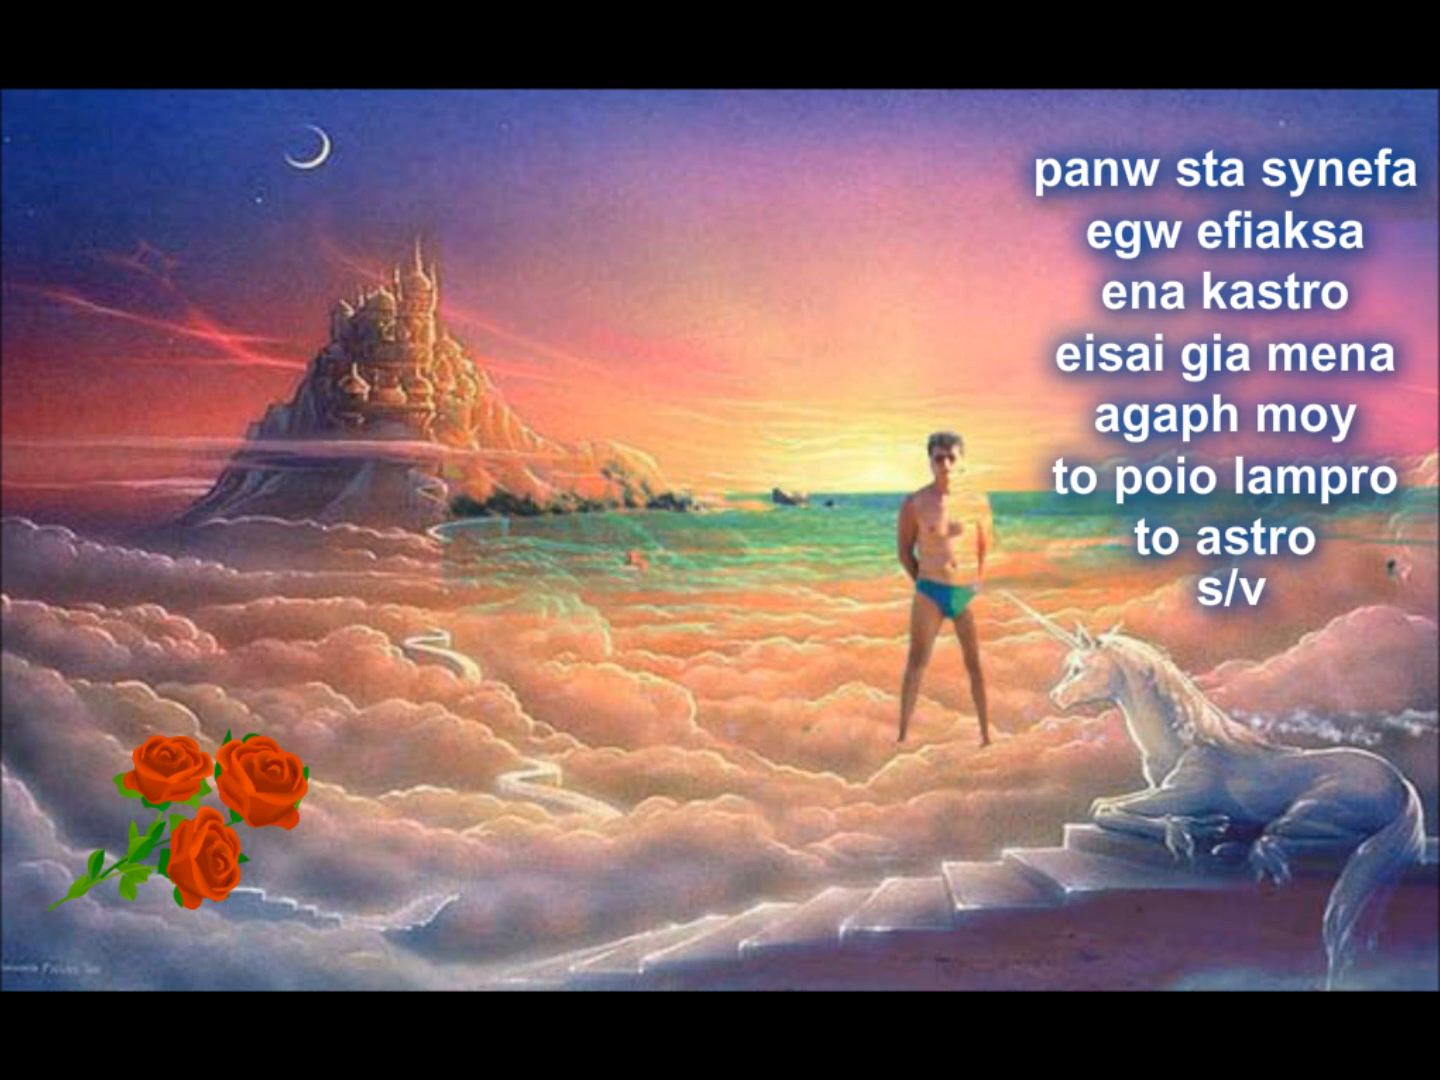 panw sta synefa
egw efiaksa
ena kastro
eisai gia mena
agaph moy
to poio lampro
to astro
s/v